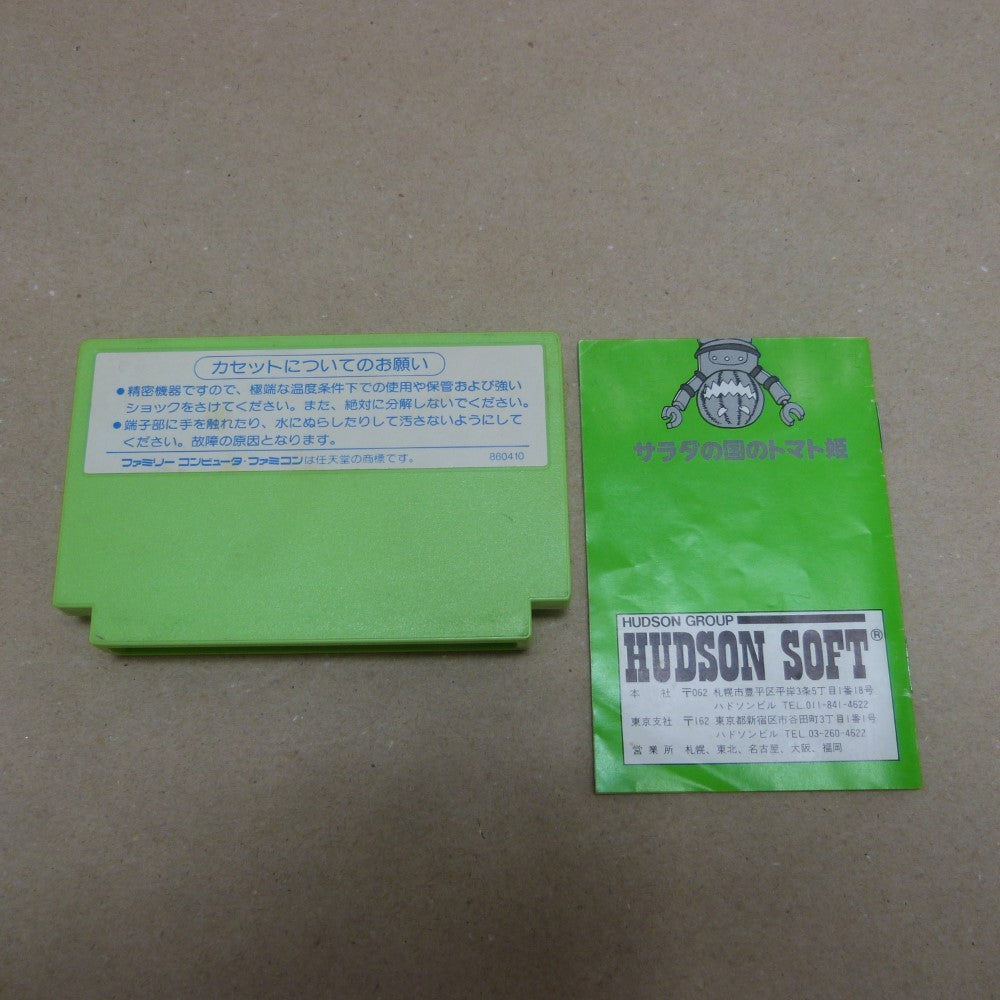 カセットについてのお願い
●精密機器ですので、極端な温度条件下での使用や保管および強い
ショックをさけてください。また、絶対に分解しないでください。
●端子部に手を触れたり、水にぬらしたりして汚さないようにして
ください。故障の原因となります。
ファミリー コンピュータ・ファミコンは任天堂の商標です。 860410
サラダの国のトマト姫
HUDSON GROUP
HUDSON SOFT®
本 社 〒062 札幌市豊平区平岸3条5丁目1番18号
ハドソンビル TEL.011-841-4622
東京支社 〒162 東京都新宿区市谷田町3丁目1番1号
ハドソンビル TEL.03-260-4622
営業所 札幌、東北、名古屋、大阪、福岡